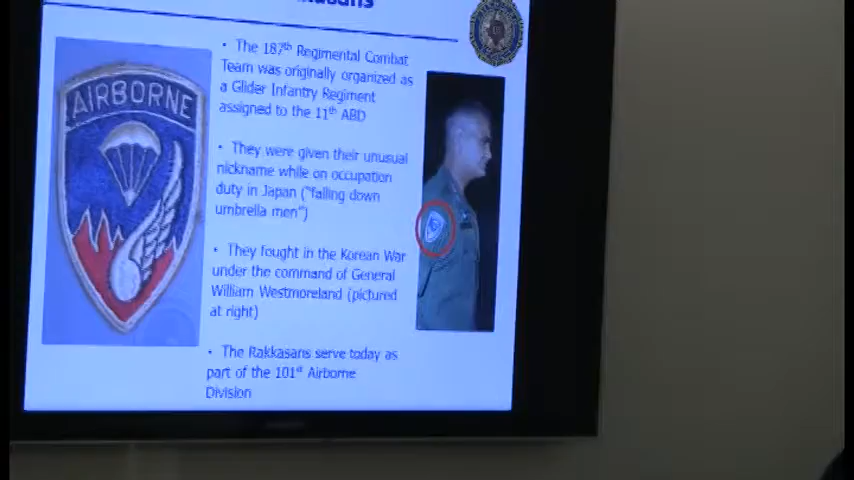 AIRBORNE
• The 187th Regimental Combat
Team was originally organized as
a Glider Infantry Regiment
assigned to the 11th ABD
• They were given their unusual
nickname while on occupation
duty in Japan ("falling down
umbrella men")
• They fought in the Korean War
under the command of General
William Westmoreland (pictured
at right)
• The Rakkasans serve today as
part of the 101st Airborne
Division